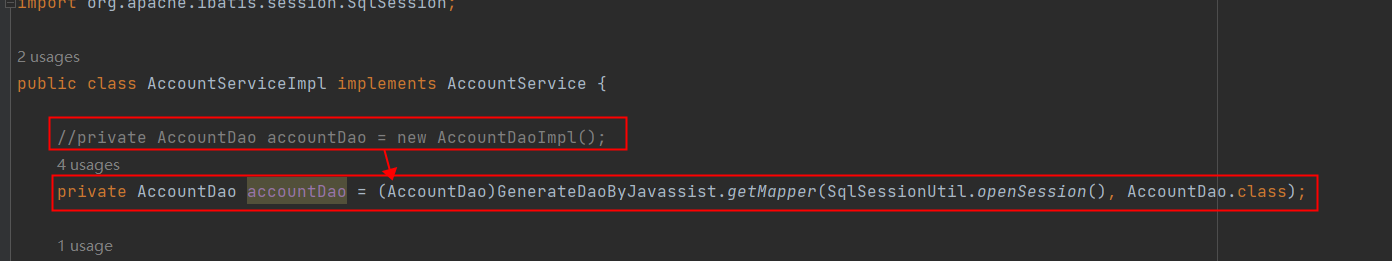 import org.apache.ibatis.session.SqlSession;
2 usages
public class AccountServiceImpl implements AccountService {
//private AccountDao accountDao = new AccountDaoImpl();
4 usages
private AccountDao accountDao = (AccountDao)GenerateDaoByJavassist.getMapper(SqlSessionUtil.openSession(), AccountDao.class);
1 usage